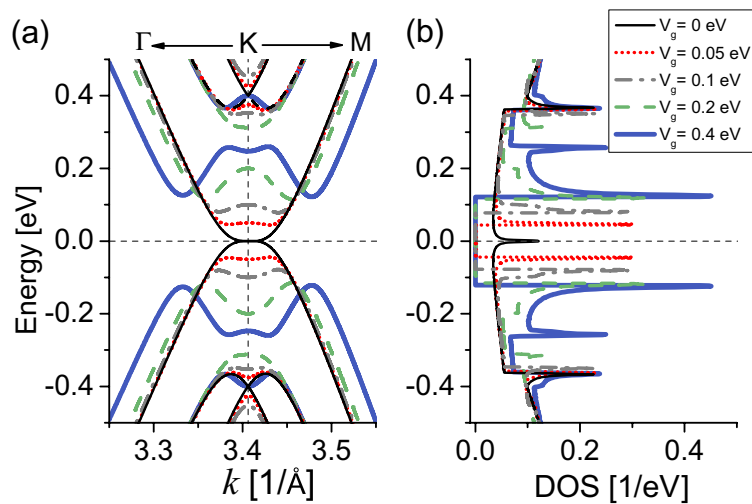 (a)
Γ K M
0.4
0.2
0.0
-0.2
-0.4
Energy [eV]
3.3 3.4 3.5
k [1/Å]
(b)
V_g = 0 eV
V_g = 0.05 eV
V_g = 0.1 eV
V_g = 0.2 eV
V_g = 0.4 eV
0.4
0.2
0.0
-0.2
-0.4
0.0 0.2 0.4
DOS [1/eV]